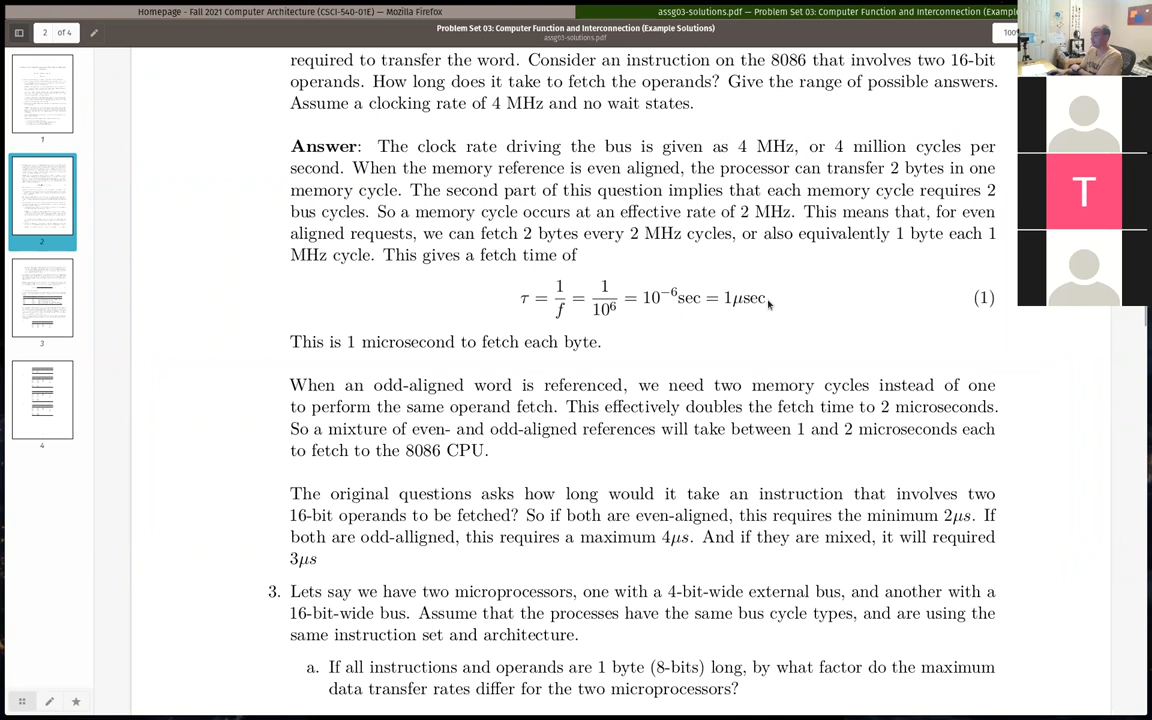 Homepage - Fall 2021 Computer Architecture (CSCI-540-01E) — Mozilla Firefox
assg03-solutions.pdf — Problem Set 03: Computer Function and Interconnection (Exampl
2 of 4
Problem Set 03: Computer Function and Interconnection (Example Solutions)
assg03-solutions.pdf
100
required to transfer the word. Consider an instruction on the 8086 that involves two 16-bit
operands. How long does it take to fetch the operands? Give the range of possible answers.
Assume a clocking rate of 4 MHz and no wait states.
Answer: The clock rate driving the bus is given as 4 MHz, or 4 million cycles per
second. When the memory reference is even aligned, the processor can transfer 2 bytes in one
memory cycle. The second part of this question implies that each memory cycle requires 2
bus cycles. So a memory cycle occurs at an effective rate of 2 MHz. This means that, for even
aligned requests, we can fetch 2 bytes every 2 MHz cycles, or also equivalently 1 byte each 1
MHz cycle. This gives a fetch time of
τ = 1/f = 1/10⁶ = 10⁻⁶sec = 1μsec (1)
This is 1 microsecond to fetch each byte.
When an odd-aligned word is referenced, we need two memory cycles instead of one
to perform the same operand fetch. This effectively doubles the fetch time to 2 microseconds.
So a mixture of even- and odd-aligned references will take between 1 and 2 microseconds each
to fetch to the 8086 CPU.
The original questions asks how long would it take an instruction that involves two
16-bit operands to be fetched? So if both are even-aligned, this requires the minimum 2μs. If
both are odd-alligned, this requires a maximum 4μs. And if they are mixed, it will required
3μs
3. Lets say we have two microprocessors, one with a 4-bit-wide external bus, and another with a
16-bit-wide bus. Assume that the processes have the same bus cycle types, and are using the
same instruction set and architecture.
a. If all instructions and operands are 1 byte (8-bits) long, by what factor do the maximum
data transfer rates differ for the two microprocessors?
1
2
3
4
T